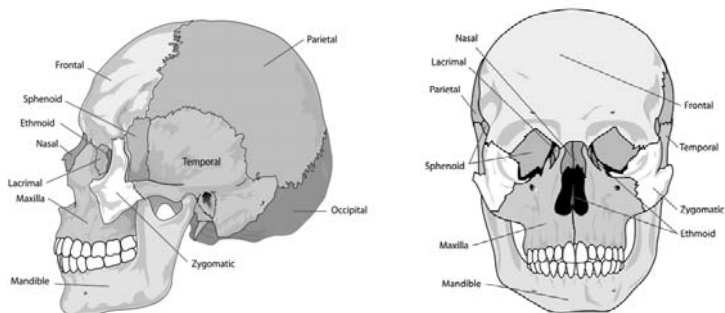 Parietal
Frontal
Sphenoid
Ethmoid
Nasal
Lacrimal
Maxilla
Temporal
Occipital
Zygomatic
Mandible
Nasal
Lacrimal
Parietal
Frontal
Temporal
Sphenoid
Zygomatic
Ethmoid
Maxilla
Mandible